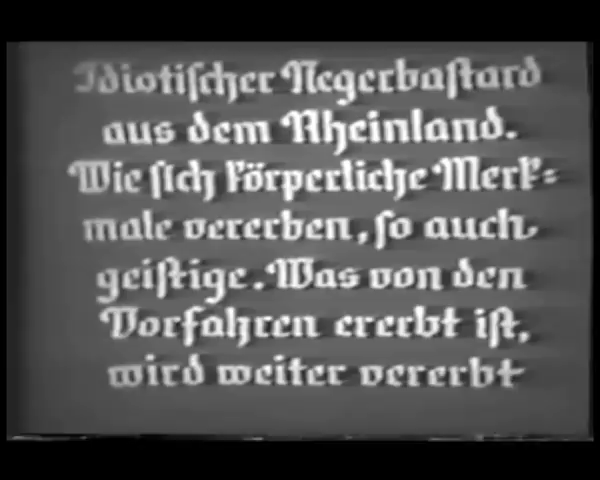 Idiotischer Negerbastard
aus dem Rheinland.
Wie sich körperliche Merk=
male vererben, so auch
geistige. Was von den
Vorfahren ererbt ist,
wird weiter vererbt